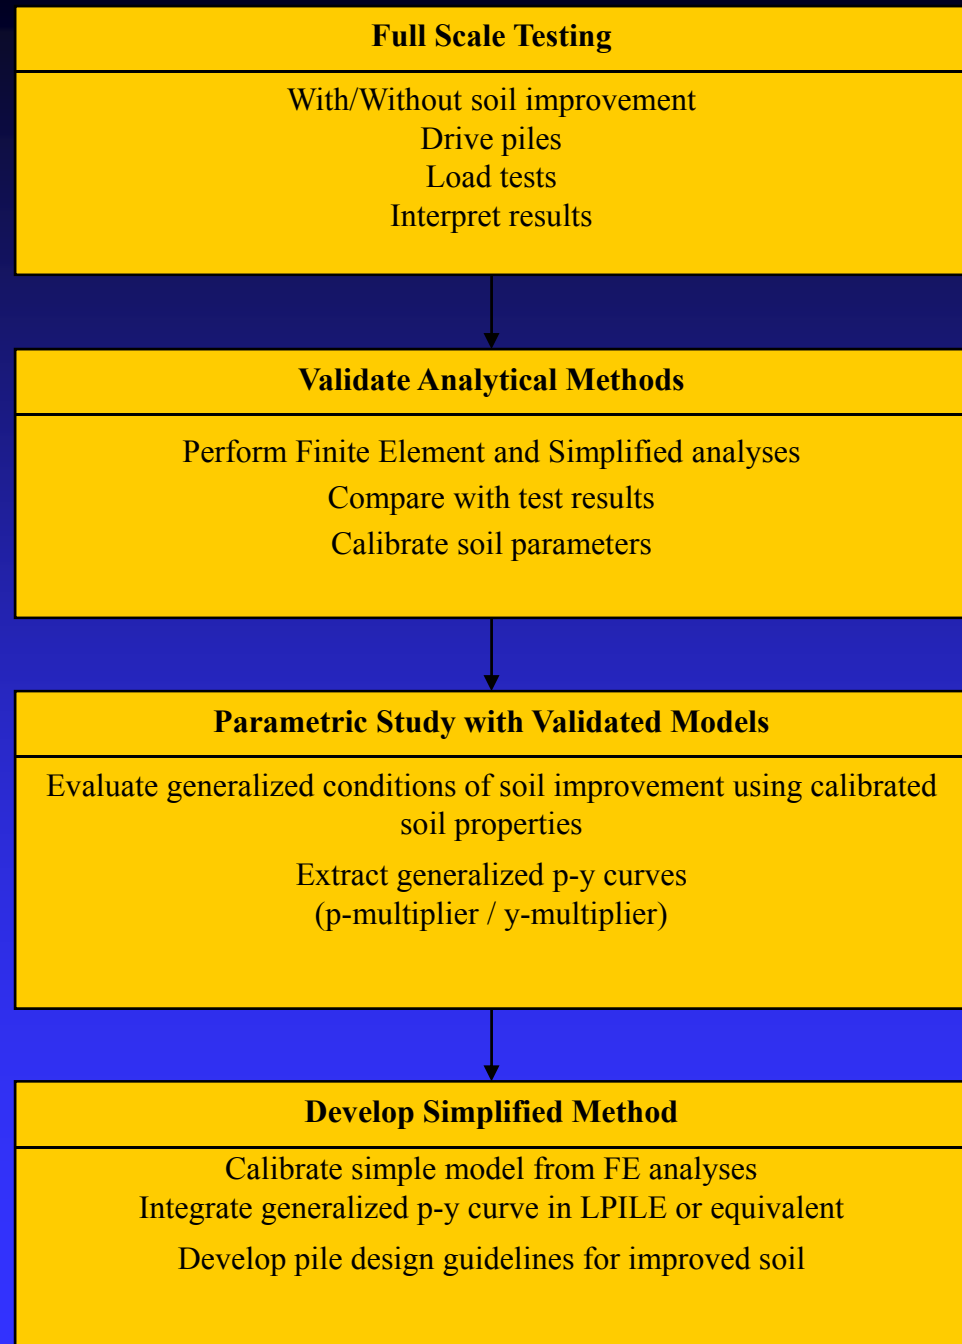 Full Scale Testing
With/Without soil improvement
Drive piles
Load tests
Interpret results
Validate Analytical Methods
Perform Finite Element and Simplified analyses
Compare with test results
Calibrate soil parameters
Parametric Study with Validated Models
Evaluate generalized conditions of soil improvement using calibrated
soil properties
Extract generalized p-y curves
(p-multiplier / y-multiplier)
Develop Simplified Method
Calibrate simple model from FE analyses
Integrate generalized p-y curve in LPILE or equivalent
Develop pile design guidelines for improved soil